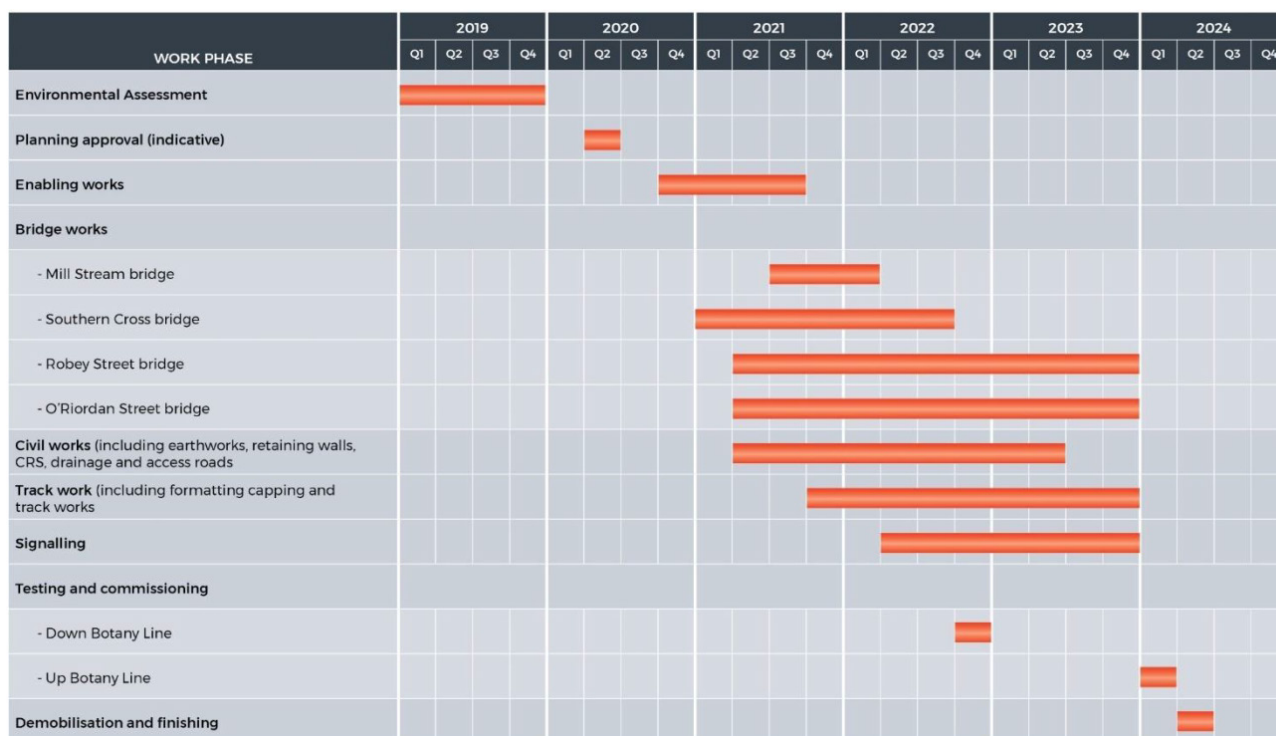 2019 2020 2021 2022 2023 2024
WORK PHASE Q1 Q2 Q3 Q4 Q1 Q2 Q3 Q4 Q1 Q2 Q3 Q4 Q1 Q2 Q3 Q4 Q1 Q2 Q3 Q4 Q1 Q2 Q3 Q4
Environmental Assessment
Planning approval (indicative)
Enabling works
Bridge works
- Mill Stream bridge
- Southern Cross bridge
- Robey Street bridge
- O’Riordan Street bridge
Civil works (including earthworks, retaining walls,
CRS, drainage and access roads
Track work (including formatting capping and
track works
Signalling
Testing and commissioning
- Down Botany Line
- Up Botany Line
Demobilisation and finishing